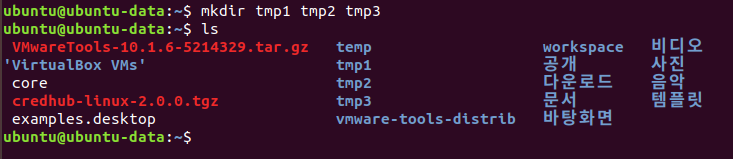 ubuntu@ubuntu-data:~$ mkdir tmp1 tmp2 tmp3
ubuntu@ubuntu-data:~$ ls
 VMwareTools-10.1.6-5214329.tar.gz   temp                  workspace   비디오
'VirtualBox VMs'                     tmp1                  공개        사진
 core                                tmp2                  다운로드    음악
 credhub-linux-2.0.0.tgz             tmp3                  문서        템플릿
 examples.desktop                    vmware-tools-distrib  바탕화면
ubuntu@ubuntu-data:~$